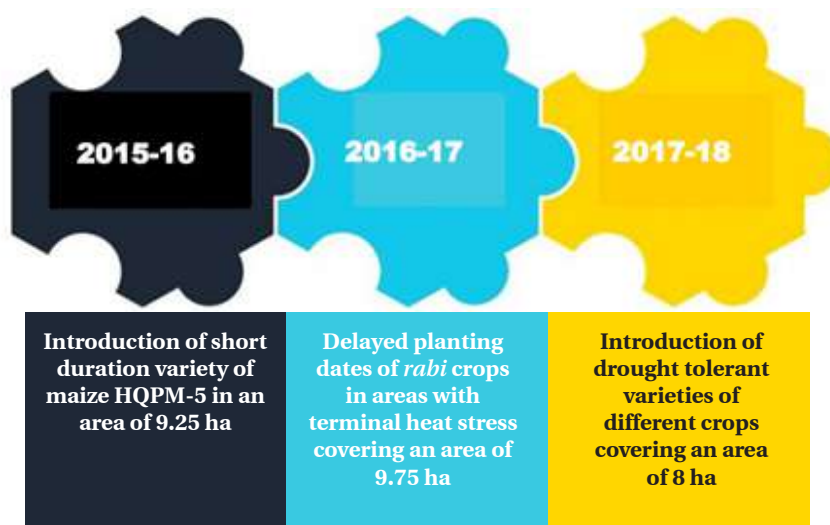 2015-16
2016-17
2017-18
Introduction of short
duration variety of
maize HQPM-5 in an
area of 9.25 ha
Delayed planting
dates of rabi crops
in areas with
terminal heat stress
covering an area of
9.75 ha
Introduction of
drought tolerant
varieties of
different crops
covering an area
of 8 ha